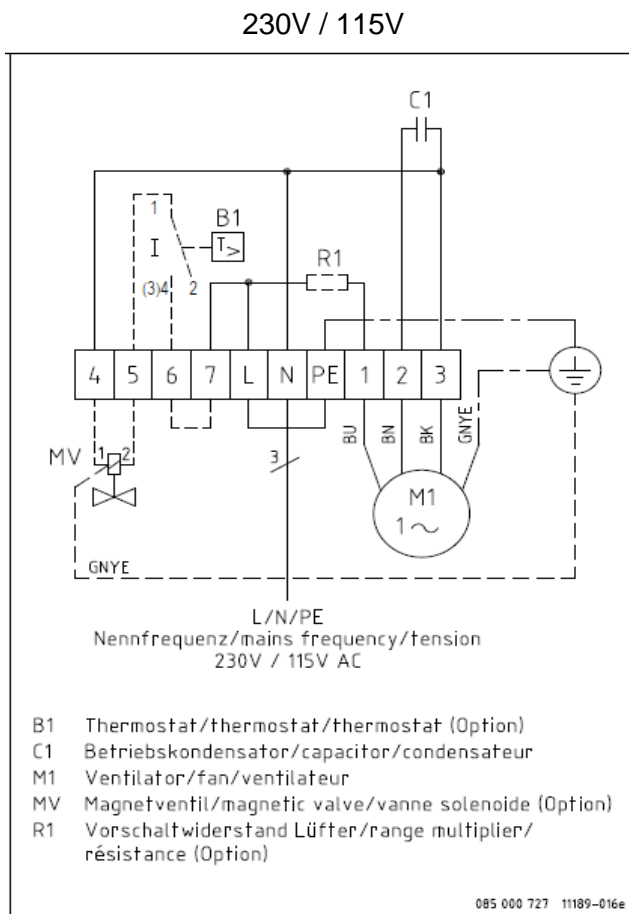 230V / 115V
C1
1
B1
I
T>
R1
(3)4 2
4 5 6 7 L N PE 1 2 3
BU BN BK GNYE
MV 1 2
3
M1
1~
GNYE
L/N/PE
Nennfrequenz/mains frequency/tension
230V / 115V AC
B1 Thermostat/thermostat/thermostat (Option)
C1 Betriebskondensator/capacitor/condensateur
M1 Ventilator/fan/ventilateur
MV Magnetventil/magnetic valve/vanne solenoide (Option)
R1 Vorschaltwiderstand Lüfter/range multiplier/
résistance (Option)
085 000 727 11189-016e